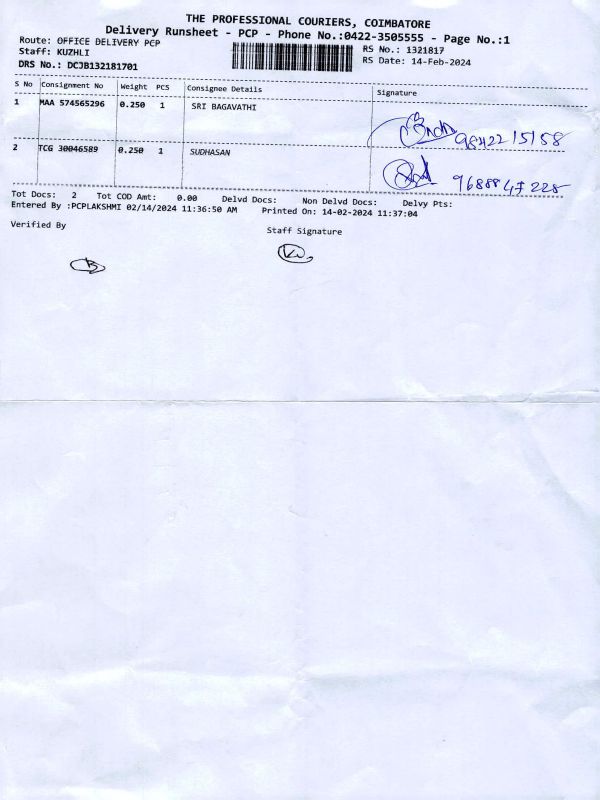 THE PROFESSIONAL COURIERS, COIMBATORE
Delivery Runsheet - PCP - Phone No.:0422-3505555 - Page No.:1
Route: OFFICE DELIVERY PCP
Staff: KUZHLI
DRS No.: DCJB132181701
RS No.: 1321817
RS Date: 14-Feb-2024
S No Consignment No Weight PCS Consignee Details Signature
1 MAA 574565296 0.250 1 SRI BAGAVATHI 9842215158
2 TCG 30046589 0.250 1 SUDHASAN 9688847225
Tot Docs: 2 Tot COD Amt: 0.00 Delvd Docs: Non Delvd Docs: Delvy Pts:
Entered By :PCPLAKSHMI 02/14/2024 11:36:50 AM Printed On: 14-02-2024 11:37:04
Verified By
Staff Signature